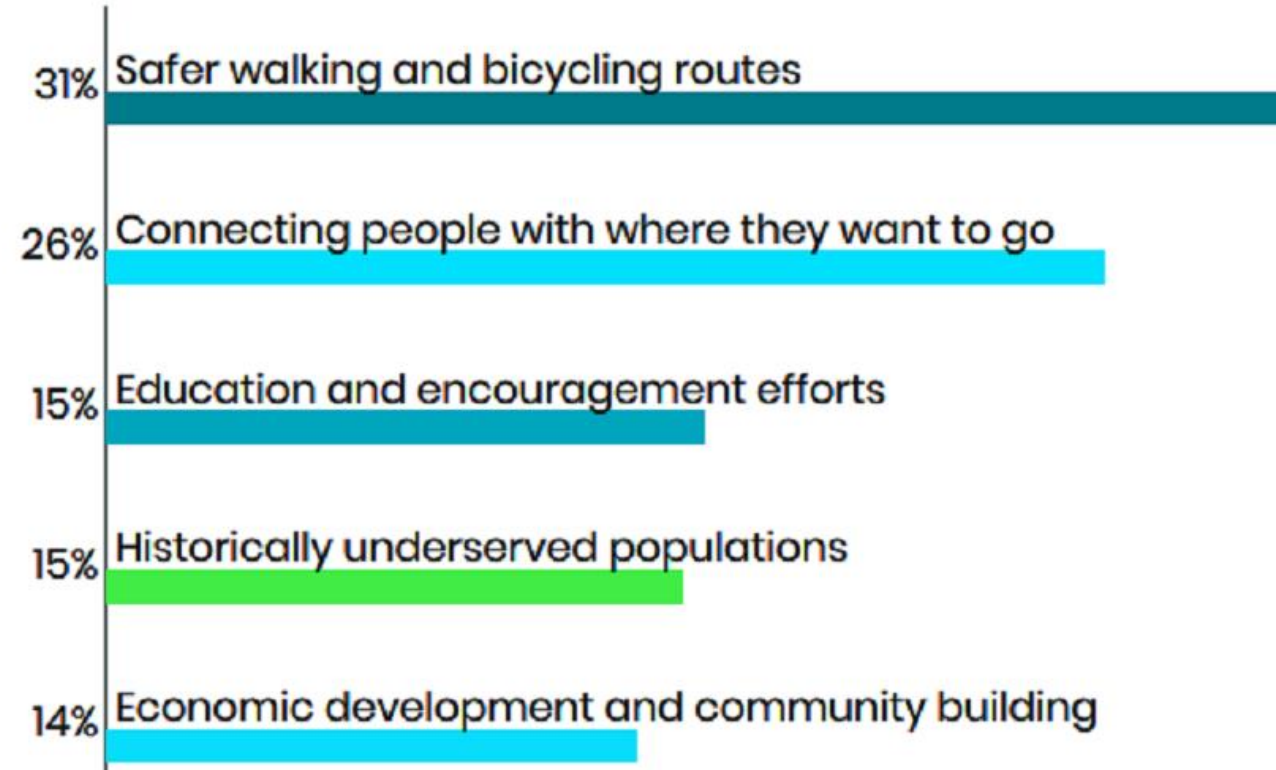 31% Safer walking and bicycling routes
26% Connecting people with where they want to go
15% Education and encouragement efforts
15% Historically underserved populations
14% Economic development and community building